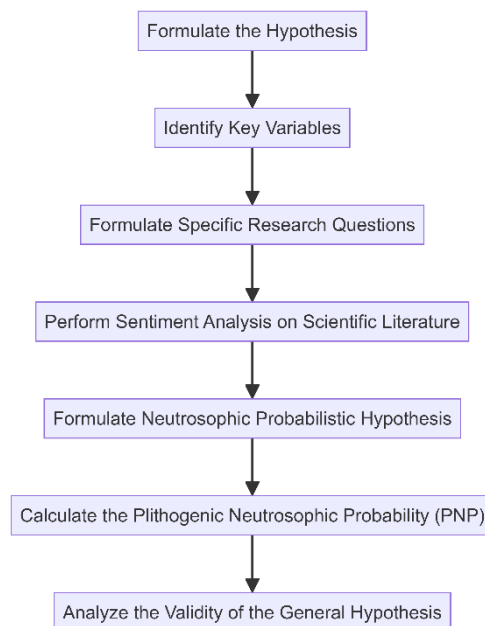 Formulate the Hypothesis
Identify Key Variables
Formulate Specific Research Questions
Perform Sentiment Analysis on Scientific Literature
Formulate Neutrosophic Probabilistic Hypothesis
Calculate the Plithogenic Neutrosophic Probability (PNP)
Analyze the Validity of the General Hypothesis